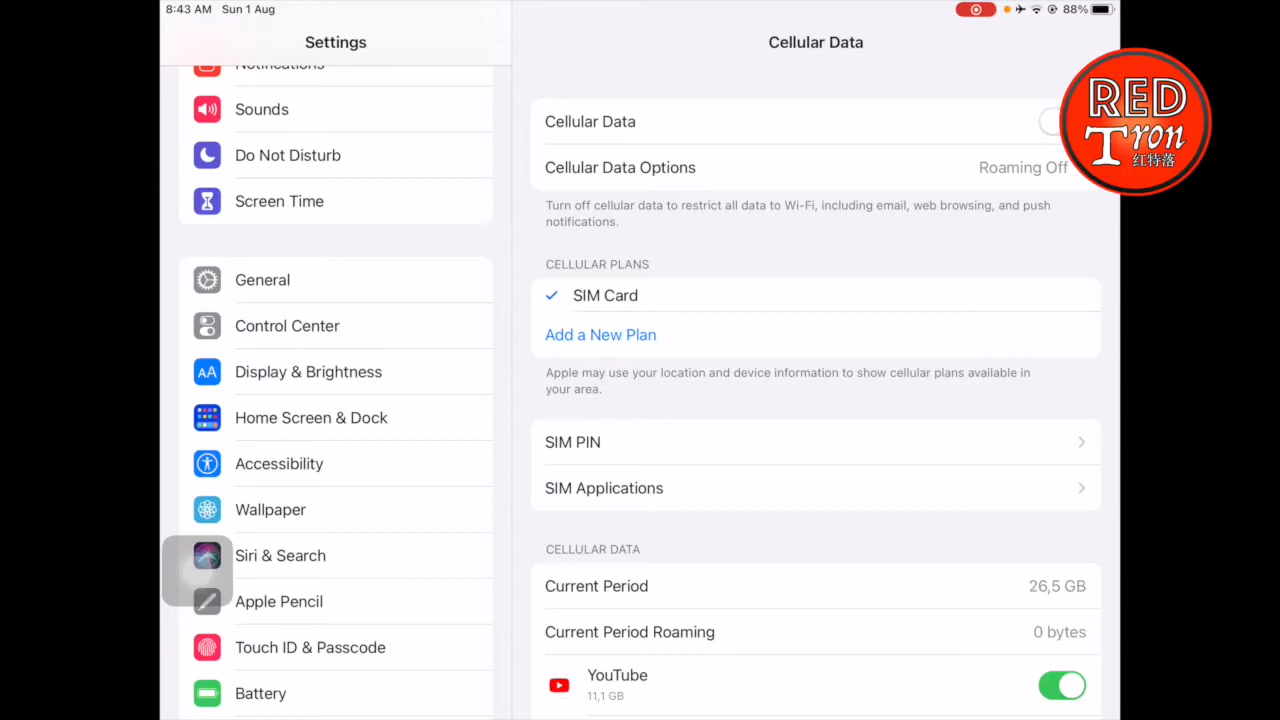 8:43 AM Sun 1 Aug
88%
Settings
Notifications
Sounds
Do Not Disturb
Screen Time
General
Control Center
Display & Brightness
AA
Home Screen & Dock
Accessibility
Wallpaper
Siri & Search
Apple Pencil
Touch ID & Passcode
Battery
Cellular Data
Cellular Data
Cellular Data Options Roaming Off
Turn off cellular data to restrict all data to Wi-Fi, including email, web browsing, and push
notifications.
CELLULAR PLANS
SIM Card
Add a New Plan
Apple may use your location and device information to show cellular plans available in
your area.
SIM PIN
SIM Applications
CELLULAR DATA
Current Period 26,5 GB
Current Period Roaming 0 bytes
YouTube
11,1 GB
RED
Tron
红特落